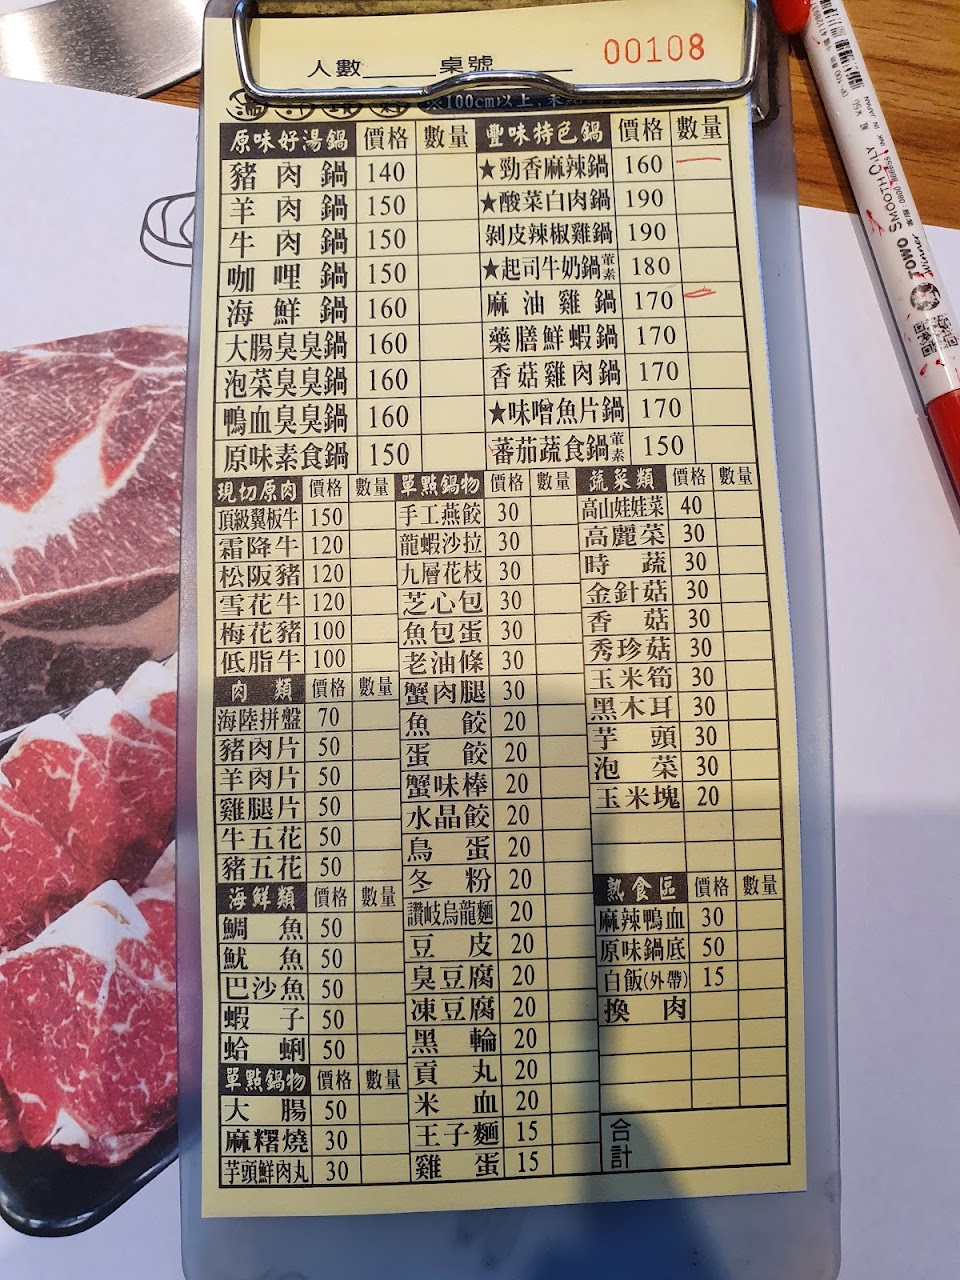 人數 桌號 00108
※100cm以上,
原味好湯鍋 價格 數量 豐味特色鍋 價格 數量
豬肉鍋 140 ★勁香麻辣鍋 160
羊肉鍋 150 ★酸菜白肉鍋 190
牛肉鍋 150 剝皮辣椒雞鍋 190
咖哩鍋 150 ★起司牛奶鍋 葷素 180
海鮮鍋 160 麻油雞鍋 170
大腸臭臭鍋 160 藥膳鮮蝦鍋 170
泡菜臭臭鍋 160 香菇雞肉鍋 170
鴨血臭臭鍋 160 ★味噌魚片鍋 170
原味素食鍋 150 蕃茄蔬食鍋 葷素 150
現切原肉 價格 數量
頂級翼板牛 150
霜降牛 120
松阪豬 120
雪花牛 120
梅花豬 100
低脂牛 100
肉類 價格 數量
海陸拼盤 70
豬肉片 50
羊肉片 50
雞腿片 50
牛五花 50
豬五花 50
海鮮類 價格 數量
鯛魚 50
魷魚 50
巴沙魚 50
蝦子 50
蛤蜊 50
單點鍋物 價格 數量
大腸 50
麻糬燒 30
芋頭鮮肉丸 30
單點鍋物 價格 數量
手工燕餃 30
龍蝦沙拉 30
九層花枝 30
芝心包 30
魚包蛋 30
老油條 30
蟹肉腿 30
魚餃 20
蛋餃 20
蟹味棒 20
水晶餃 20
鳥蛋 20
冬粉 20
讚岐烏龍麵 20
豆皮 20
臭豆腐 20
凍豆腐 20
黑輪 20
貢丸 20
米血 20
王子麵 15
雞蛋 15
蔬菜類 價格 數量
高山娃娃菜 40
高麗菜 30
時蔬 30
金針菇 30
香菇 30
秀珍菇 30
玉米筍 30
黑木耳 30
芋頭 30
泡菜 30
玉米塊 20
熟食區 價格 數量
麻辣鴨血 30
原味鍋底 50
白飯(外帶) 15
換肉
合計
TOMO SMOOTH
Winner